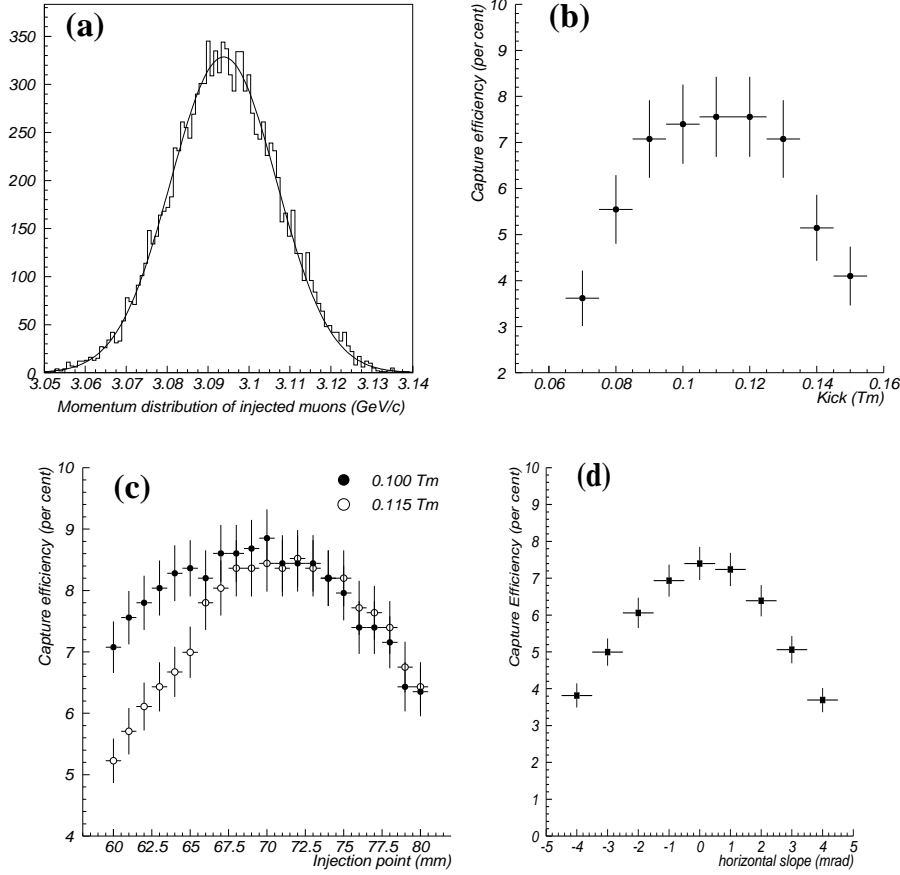 (a)
350
300
250
200
150
100
50
0
3.05 3.06 3.07 3.08 3.09 3.1 3.11 3.12 3.13 3.14
Momentum distribution of injected muons (GeV/c)
(b)
Capture efficiency (per cent)
10
9
8
7
6
5
4
3
2
0.06 0.08 0.1 0.12 0.14 0.16
Kick (Tm)
(c)
0.100 Tm
0.115 Tm
Capture efficiency (per cent)
10
9
8
7
6
5
4
60 62.5 65 67.5 70 72.5 75 77.5 80
Injection point (mm)
(d)
Capture Efficiency (per cent)
10
9
8
7
6
5
4
3
2
1
0
-5 -4 -3 -2 -1 0 1 2 3 4 5
horizontal slope (mrad)